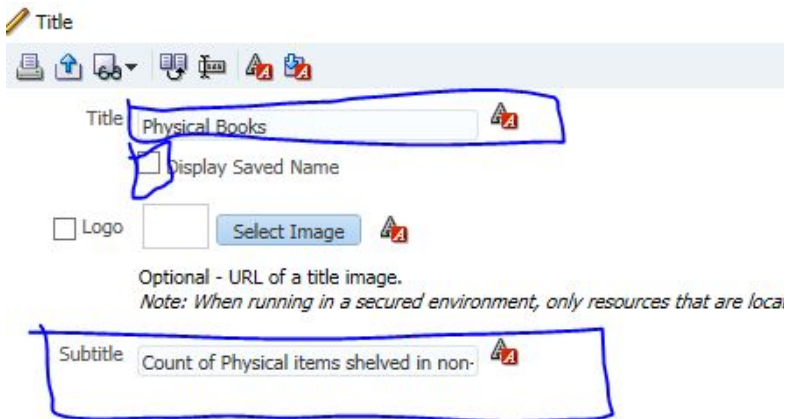 Title
Title Physical Books
Display Saved Name
Logo Select Image
Optional - URL of a title image.
Note: When running in a secured environment, only resources that are loca
Subtitle Count of Physical items shelved in non-